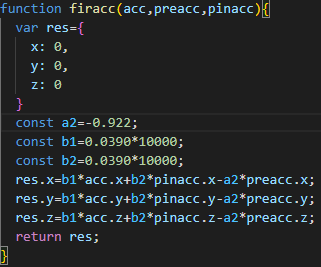 function firacc(acc,preacc,pinacc){
var res={
x: 0,
y: 0,
z: 0
}
const a2=-0.922;
const b1=0.0390*10000;
const b2=0.0390*10000;
res.x=b1*acc.x+b2*pinacc.x-a2*preacc.x;
res.y=b1*acc.y+b2*pinacc.y-a2*preacc.y;
res.z=b1*acc.z+b2*pinacc.z-a2*preacc.z;
return res;
}